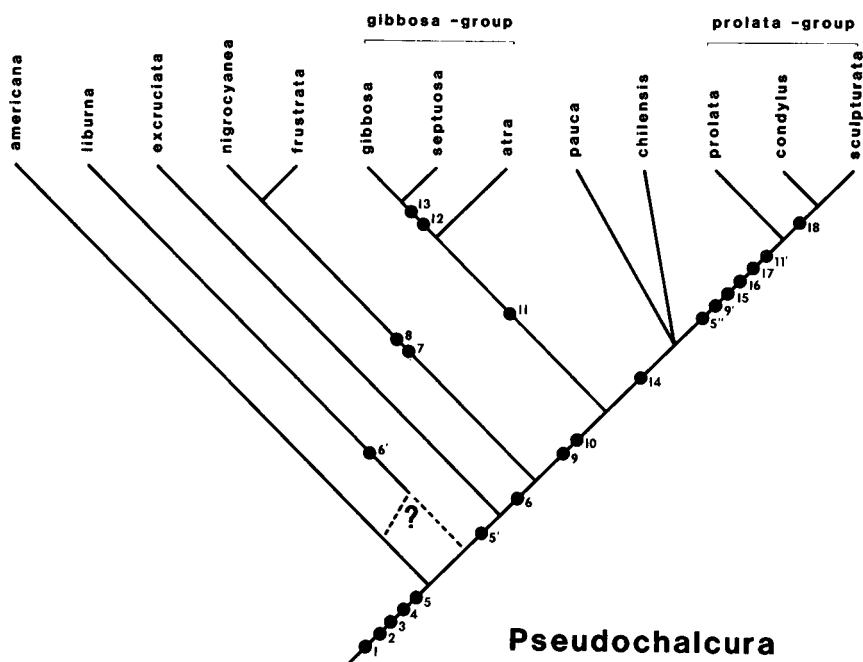 gibbosa -group
prolata -group
americana
liburna
excruciata
nigrocyanea
frustrata
gibbosa
septuosa
atra
pauca
chilensis
prolata
condylus
sculpturata
13
12
18
11'
17
16
15
9'
5"
11
8
7
14
10
9
6'
6
?
5'
5
4
3
2
1
Pseudochalcura